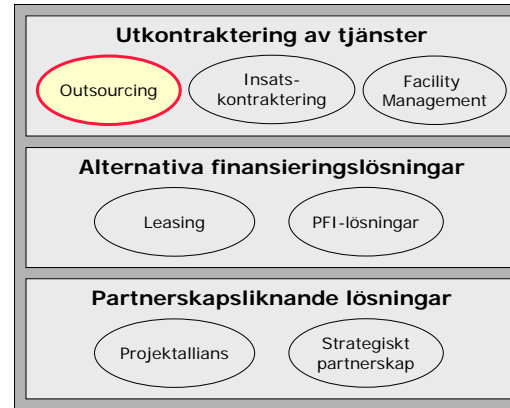 Utkontraktering av tjänster
Outsourcing
Insats-
kontraktering
Facility
Management
Alternativa finansieringslösningar
Leasing
PFI-lösningar
Partnerskapsliknande lösningar
Projektallians
Strategiskt
partnerskap